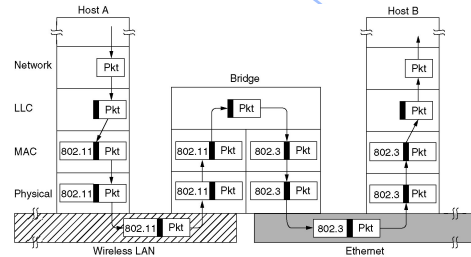 Host A
Host B
Bridge
Network
Pkt
Pkt
LLC
Pkt
Pkt
Pkt
MAC
802.11 Pkt
802.11 Pkt
802.3 Pkt
802.3 Pkt
Physical
802.11 Pkt
802.11 Pkt
802.3 Pkt
802.3 Pkt
802.11 Pkt
802.3 Pkt
Wireless LAN
Ethernet